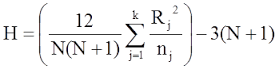 H = ( 12 / N(N+1) ∑_{j=1}^{k} R_j² / n_j ) − 3(N+1)